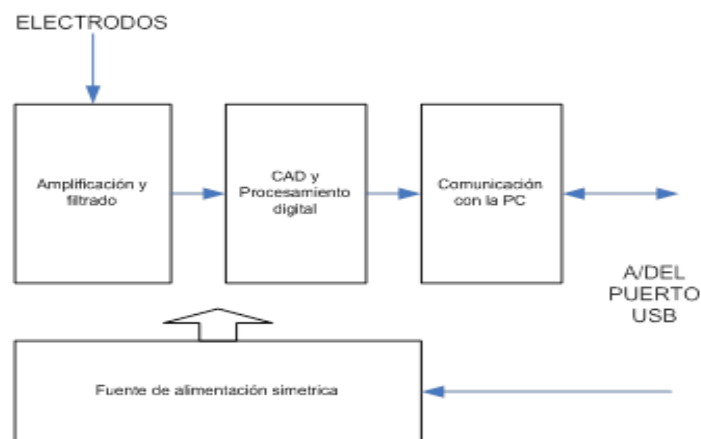 ELECTRODOS
Amplificación y
filtrado
CAD y
Procesamiento
digital
Comunicación
con la PC
A/DEL
PUERTO
USB
Fuente de alimentación simetrica